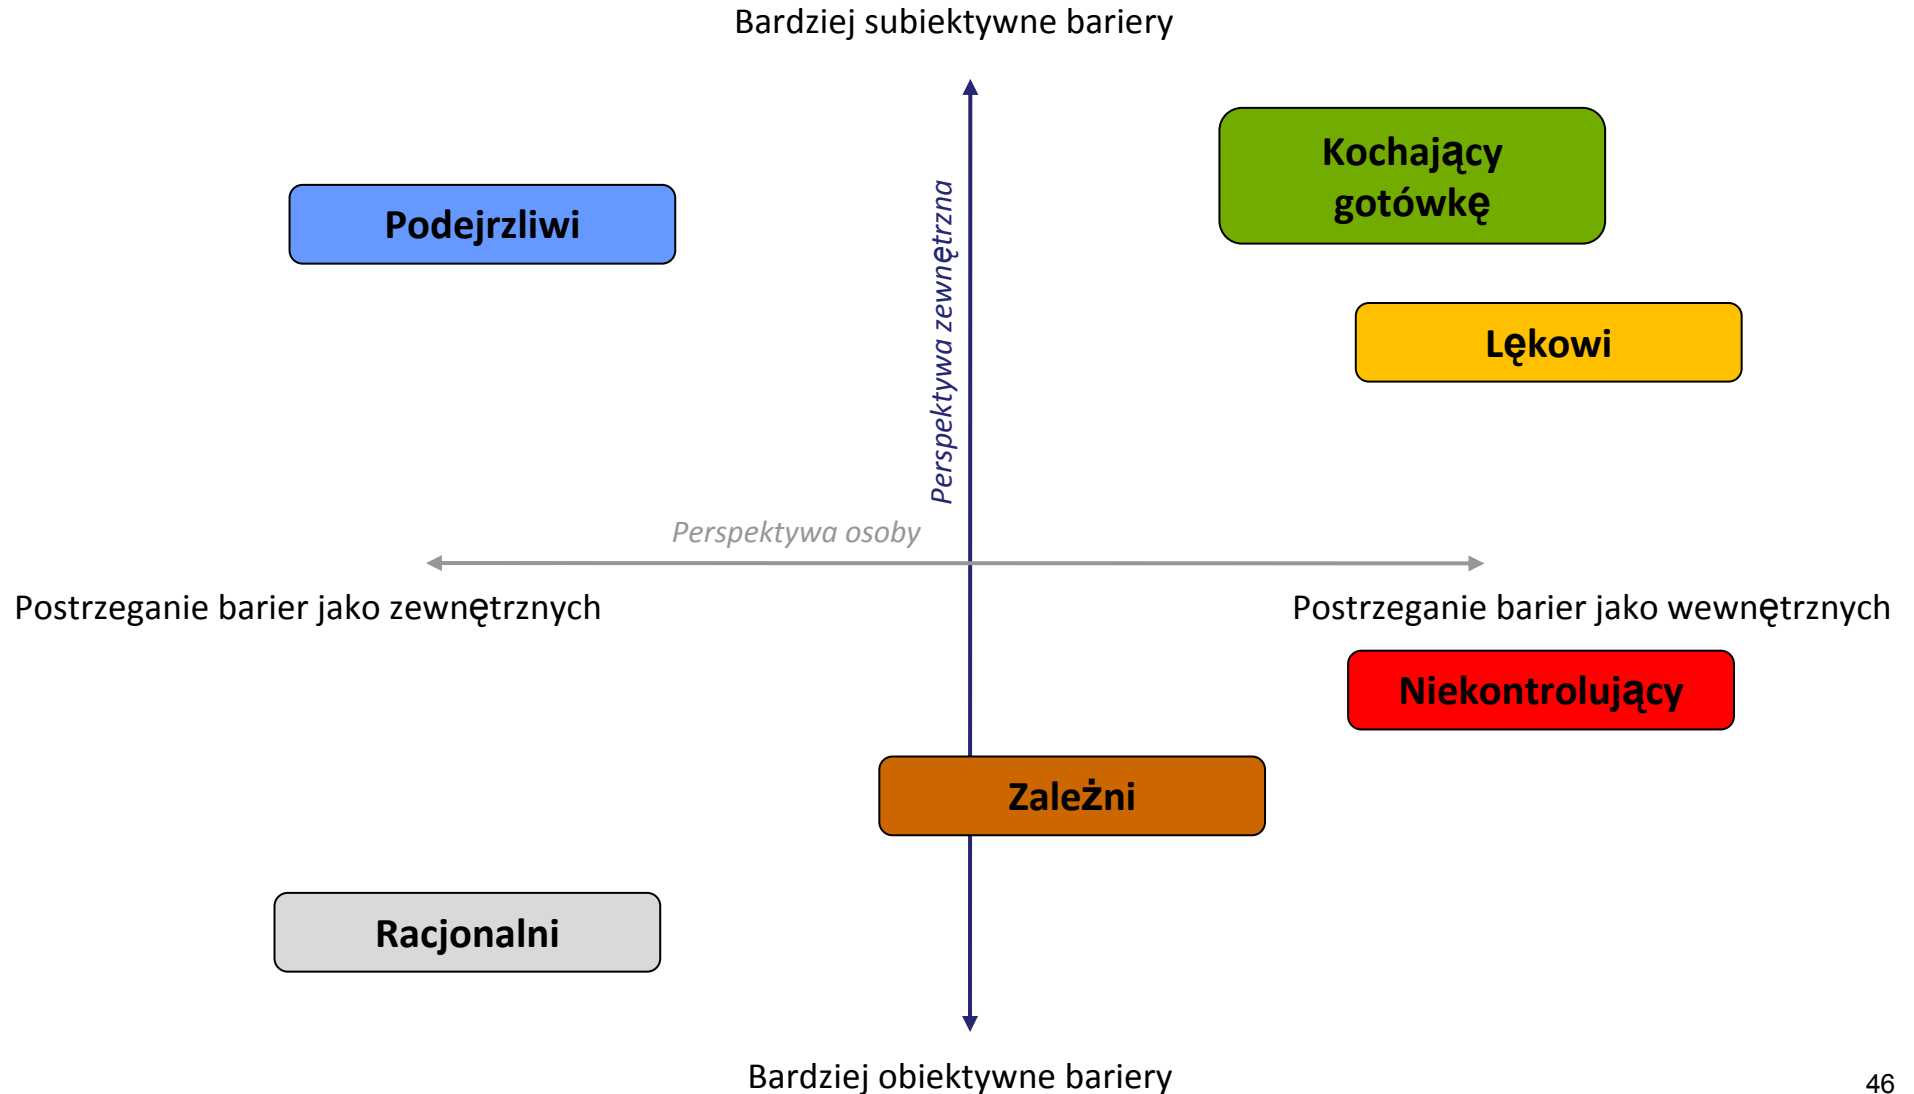 Bardziej subiektywne bariery
Kochający
gotówkę
Podejrzliwi
Perspektywa zewnętrzna
Lękowi
Perspektywa osoby
Postrzeganie barier jako zewnętrznych
Postrzeganie barier jako wewnętrznych
Niekontrolujący
Zależni
Racjonalni
Bardziej obiektywne bariery
46